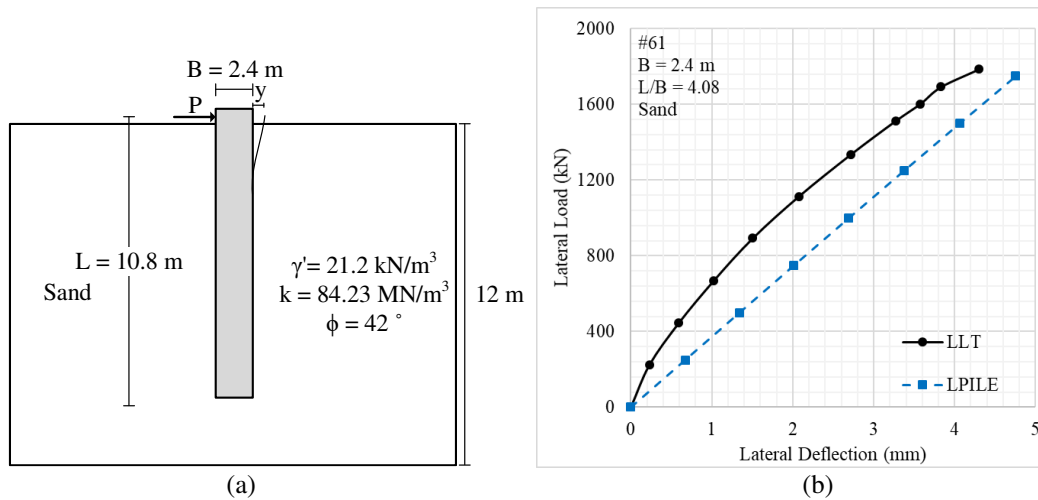 B = 2.4 m
y
P
L = 10.8 m
Sand
γ'= 21.2 kN/m³
k = 84.23 MN/m³
ϕ = 42 °
12 m
(a)
#61
B = 2.4 m
L/B = 4.08
Sand
2000
1600
1200
800
400
0
Lateral Load (kN)
LLT
LPILE
0 1 2 3 4 5
Lateral Deflection (mm)
(b)